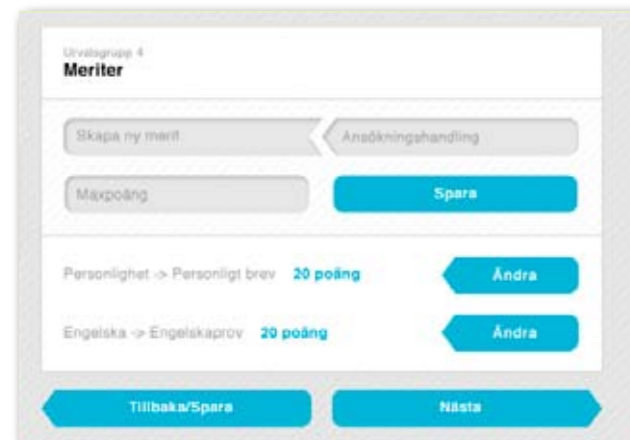 Urvalsgrupp 4
Meriter
Skapa ny merit
Ansökningshandling
Maxpoäng
Spara
Personlighet -> Personligt brev 20 poäng
Ändra
Engelska -> Engelskaprov 20 poäng
Ändra
Tillbaka/Spara
Nästa